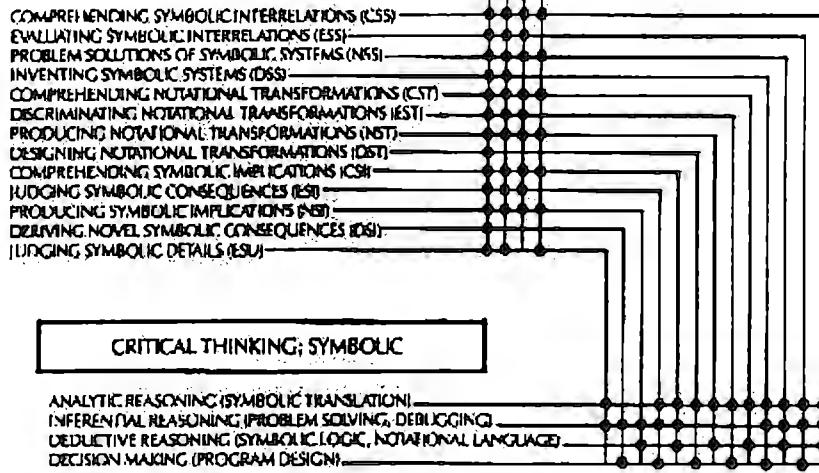 COMPREHENDING SYMBOLIC INTERRELATIONS (CSS)
EVALUATING SYMBOLIC INTERRELATIONS (ESS)
PROBLEM SOLUTIONS OF SYMBOLIC SYSTEMS (NSS)
INVENTING SYMBOLIC SYSTEMS (DSS)
COMPREHENDING NOTATIONAL TRANSFORMATIONS (CST)
DISCRIMINATING NOTATIONAL TRANSFORMATIONS (EST)
PRODUCING NOTATIONAL TRANSFORMATIONS (NST)
DESIGNING NOTATIONAL TRANSFORMATIONS (DST)
COMPREHENDING SYMBOLIC IMPLICATIONS (CSI)
JUDGING SYMBOLIC CONSEQUENCES (ESI)
PRODUCING SYMBOLIC IMPLICATIONS (NSI)
DERIVING NOVEL SYMBOLIC CONSEQUENCES (DSI)
JUDGING SYMBOLIC DETAILS (ESU)
CRITICAL THINKING; SYMBOLIC
ANALYTIC REASONING (SYMBOLIC TRANSLATION)
INFERENTIAL REASONING (PROBLEM SOLVING, DEBUGGING)
DEDUCTIVE REASONING (SYMBOLIC LOGIC, NOTATIONAL LANGUAGE)
DECISION MAKING (PROGRAM DESIGN)